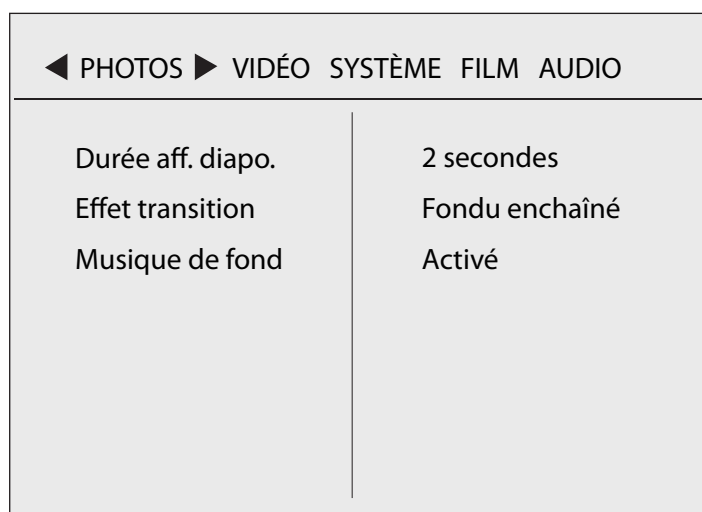 PHOTOS VIDÉO SYSTÈME FILM AUDIO
Durée aff. diapo. 2 secondes
Effet transition Fondu enchaîné
Musique de fond Activé